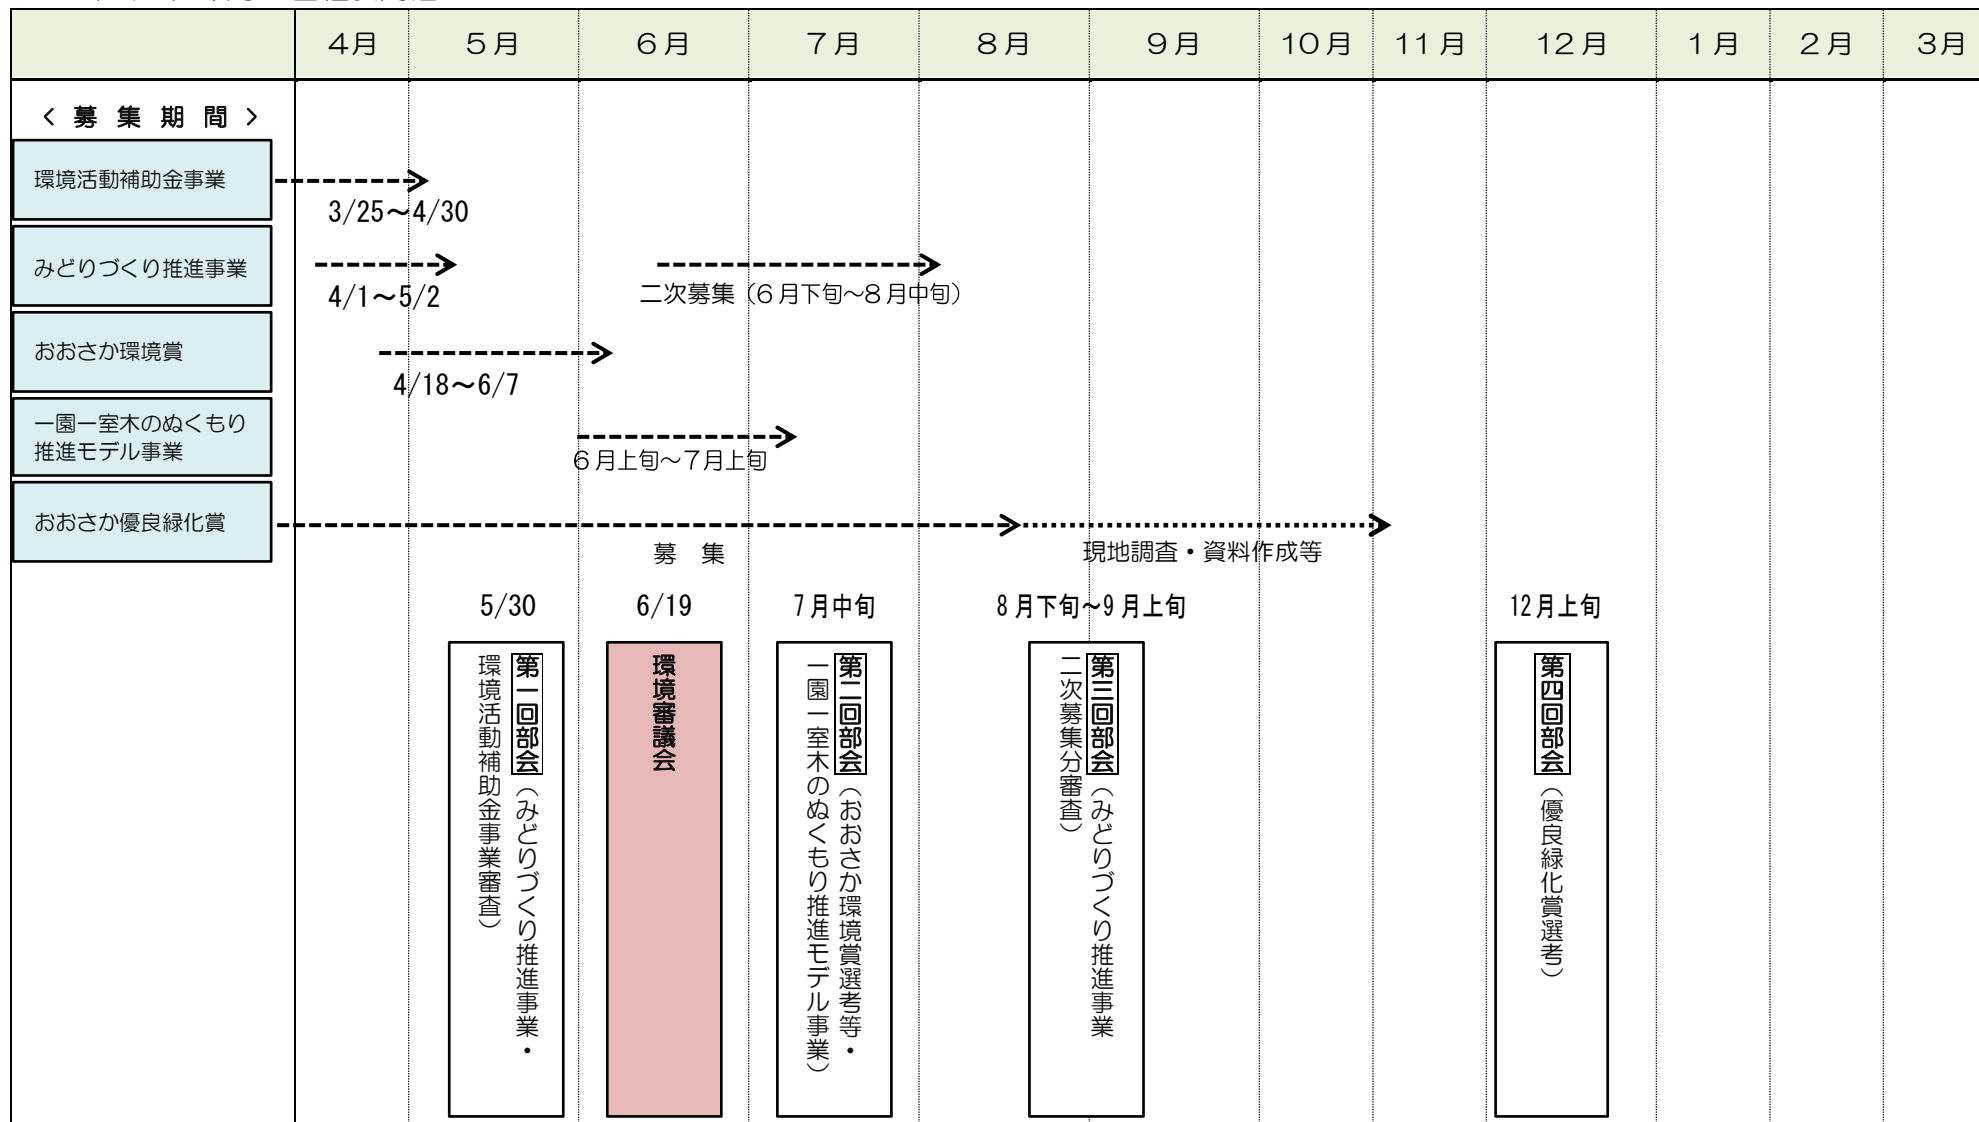 4月 5月 6月 7月 8月 9月 10月 11月 12月 1月 2月 3月
＜募集期間＞
環境活動補助金事業
3/25～4/30
みどりづくり推進事業
4/1～5/2
二次募集（6月下旬～8月中旬）
おおさか環境賞
4/18～6/7
一園一室木のぬくもり
推進モデル事業
6月上旬～7月上旬
おおさか優良緑化賞
募 集
現地調査・資料作成等
5/30
6/19
7月中旬
8月下旬～9月上旬
12月上旬
第一回部会（みどりづくり推進事業・
環境活動補助金事業審査）
環境審議会
第二回部会（おおさか環境賞選考等・
一園一室木のぬくもり推進モデル事業）
第三回部会（みどりづくり推進事業
二次募集分審査）
第四回部会（優良緑化賞選考）